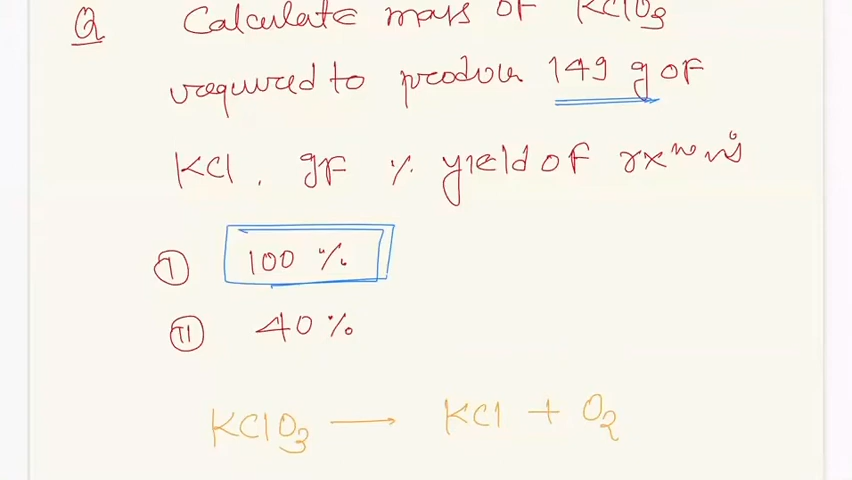 Q Calculate mass of KClO3
required to produce 149 g of
KCl. If % yield of rxn is
I 100 %
II 40 %
KClO3 → KCl + O2